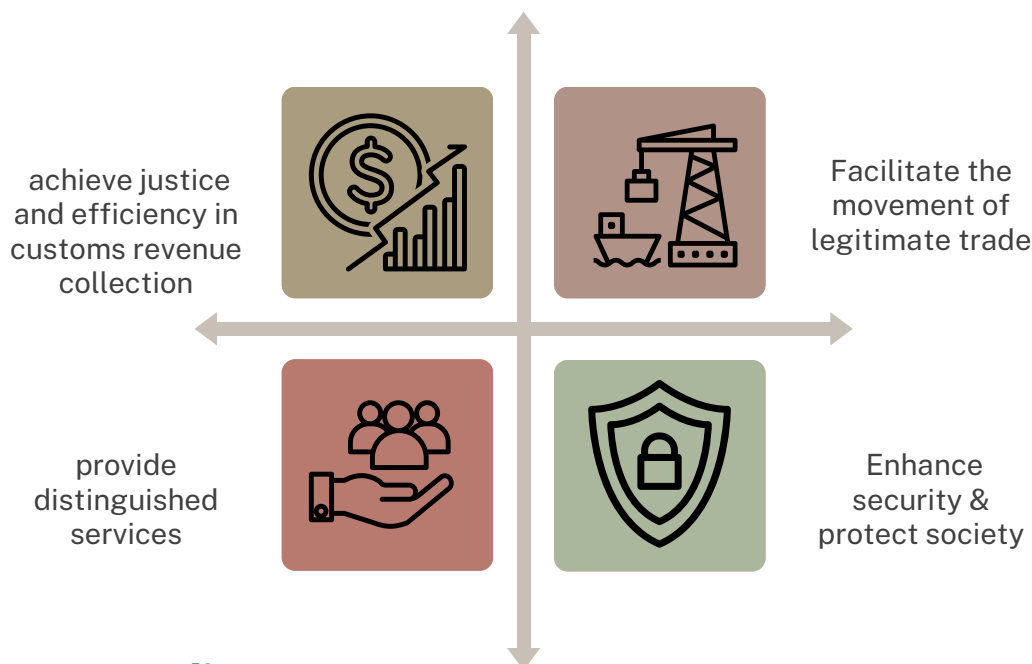 achieve justice
and efficiency in
customs revenue
collection
Facilitate the
movement of
legitimate trade
provide
distinguished
services
Enhance
security &
protect society
$